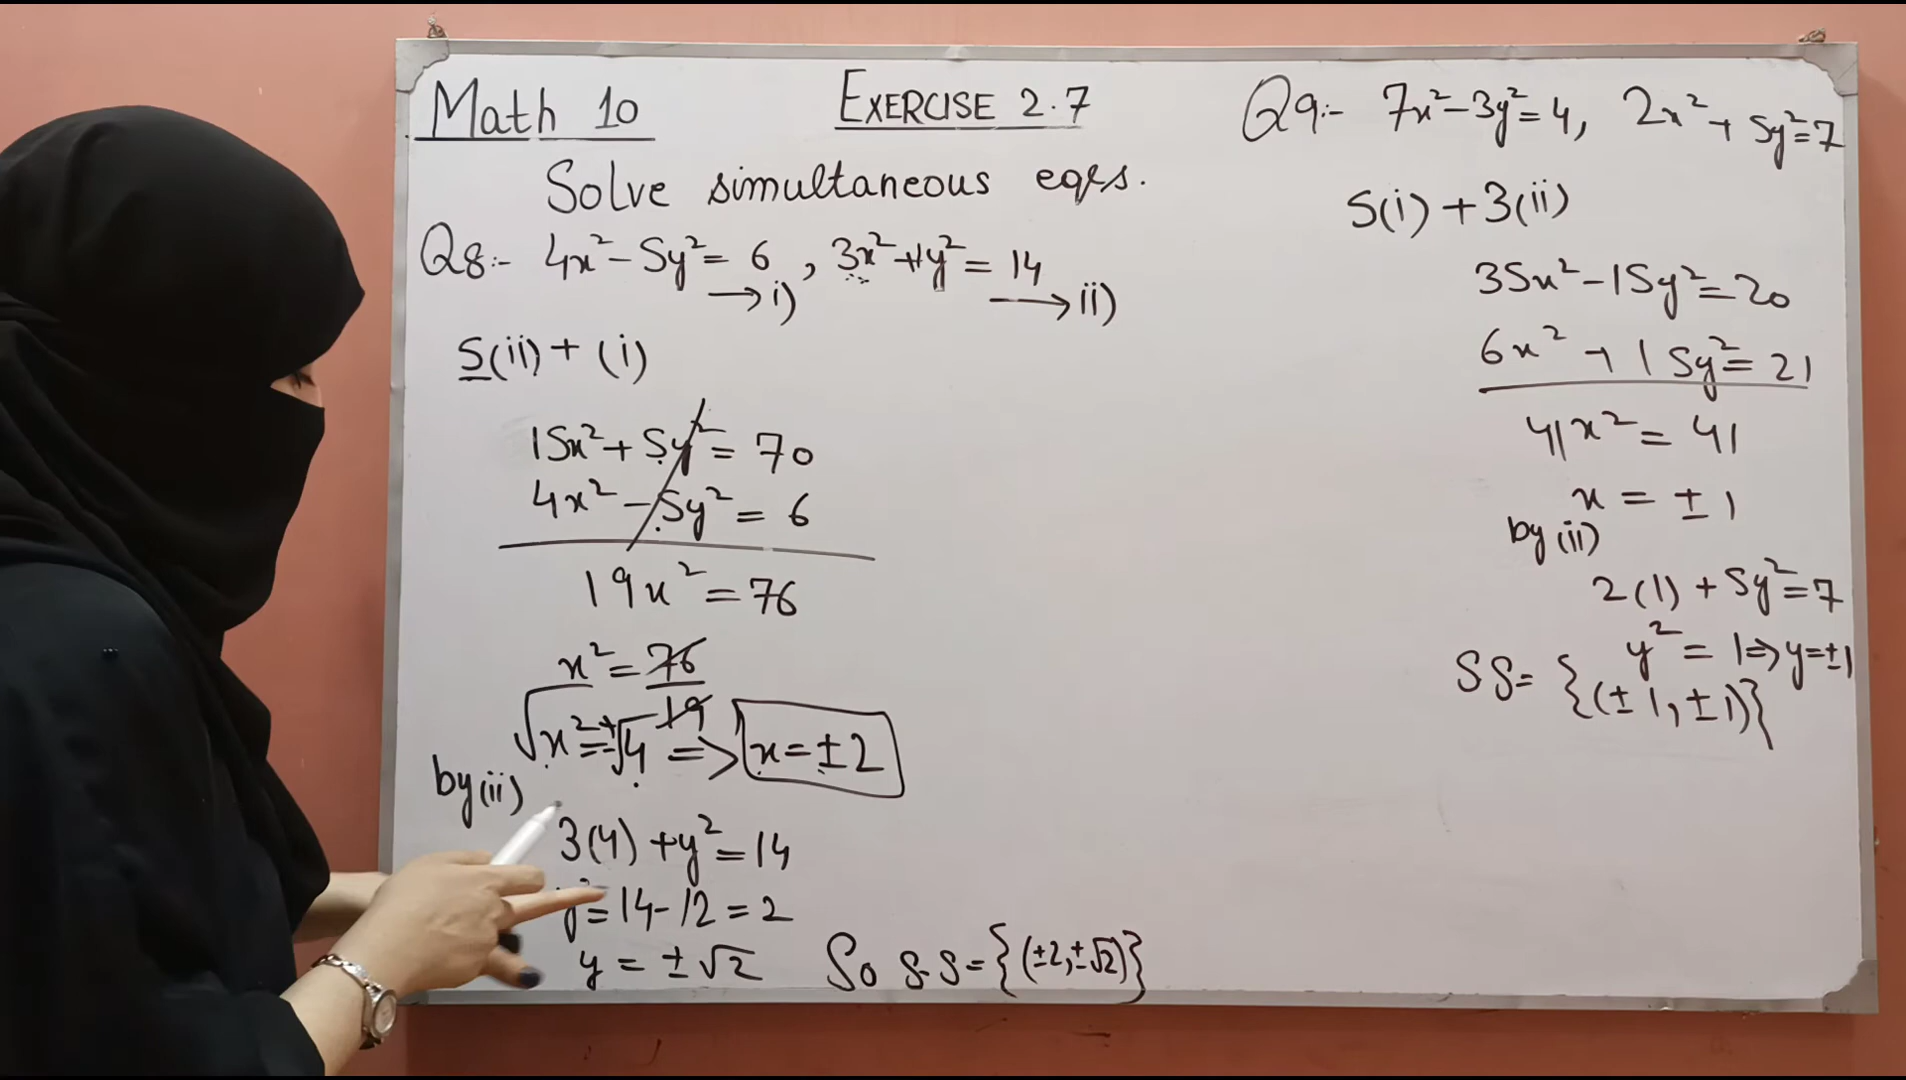 Math 10
EXERCISE 2.7
Solve simultaneous eqns.
Q8:- 4x² - 5y² = 6 , 3x² + y² = 14
→ i) → ii)
5(ii) + (i)
15x² + 5y² = 70
4x² - 5y² = 6
19x² = 76
x² = 76/19
√x² = ±√4 => x = ±2
by (ii)
3(4) + y² = 14
y² = 14 - 12 = 2
y = ±√2
So S.S = {(±2, ±√2)}
Q9:- 7x² - 3y² = 4, 2x² + 5y² = 7
5(i) + 3(ii)
35x² - 15y² = 20
6x² + 15y² = 21
41x² = 41
x = ±1
by (ii)
2(1) + 5y² = 7
y² = 1 => y = ±1
SS = {(±1, ±1)}